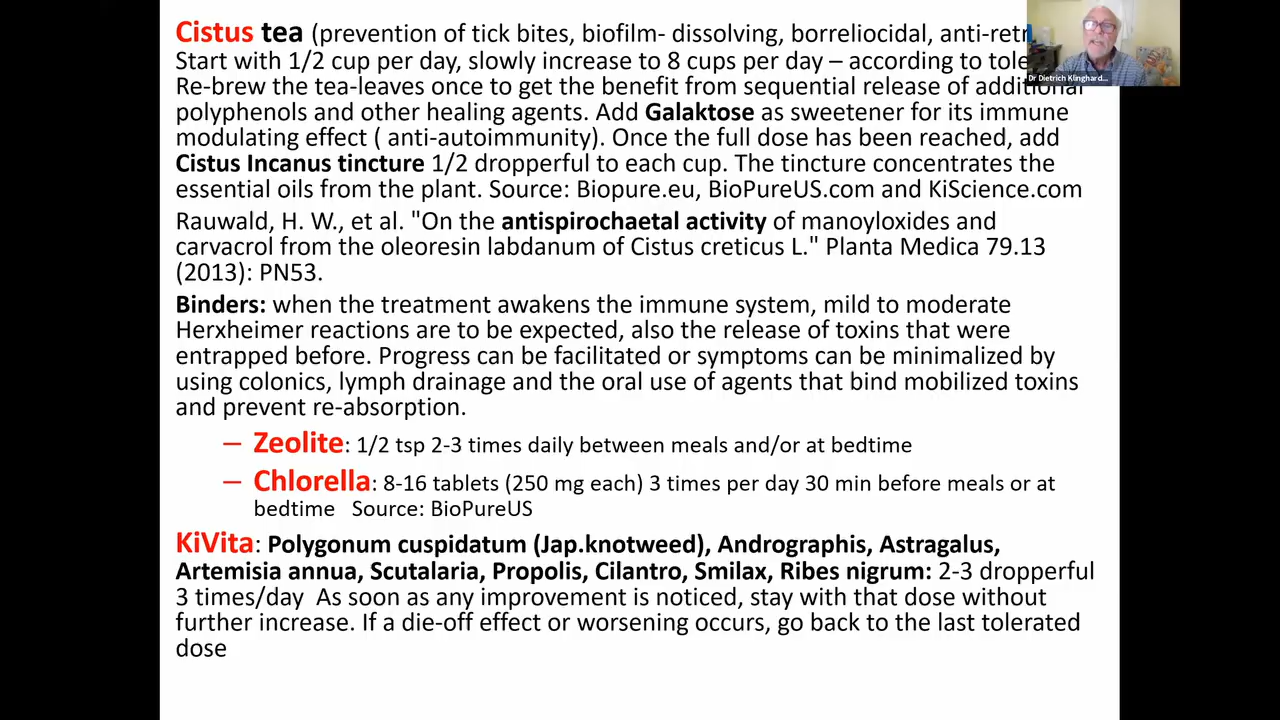 Cistus tea (prevention of tick bites, biofilm- dissolving, borreliocidal, anti-retr
Start with 1/2 cup per day, slowly increase to 8 cups per day – according to tole
Re-brew the tea-leaves once to get the benefit from sequential release of additional
polyphenols and other healing agents. Add Galaktose as sweetener for its immune
modulating effect ( anti-autoimmunity). Once the full dose has been reached, add
Cistus Incanus tincture 1/2 dropperful to each cup. The tincture concentrates the
essential oils from the plant. Source: Biopure.eu, BioPureUS.com and KiScience.com
Rauwald, H. W., et al. "On the antispirochaetal activity of manoyloxides and
carvacrol from the oleoresin labdanum of Cistus creticus L." Planta Medica 79.13
(2013): PN53.
Binders: when the treatment awakens the immune system, mild to moderate
Herxheimer reactions are to be expected, also the release of toxins that were
entrapped before. Progress can be facilitated or symptoms can be minimalized by
using colonics, lymph drainage and the oral use of agents that bind mobilized toxins
and prevent re-absorption.
– Zeolite: 1/2 tsp 2-3 times daily between meals and/or at bedtime
– Chlorella: 8-16 tablets (250 mg each) 3 times per day 30 min before meals or at
bedtime Source: BioPureUS
KiVita: Polygonum cuspidatum (Jap.knotweed), Andrographis, Astragalus,
Artemisia annua, Scutalaria, Propolis, Cilantro, Smilax, Ribes nigrum: 2-3 dropperful
3 times/day As soon as any improvement is noticed, stay with that dose without
further increase. If a die-off effect or worsening occurs, go back to the last tolerated
dose
Dr Dietrich Klinghard...